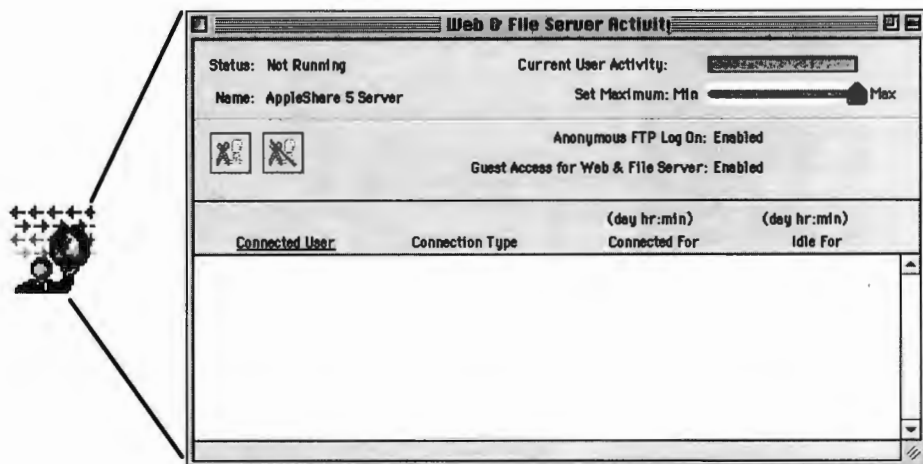 Web & File Server Activity
Status: Not Running
Current User Activity:
Name: AppleShare 5 Server
Set Maximum: Min Max
Anonymous FTP Log On: Enabled
Guest Access for Web & File Server: Enabled
(day hr:min) (day hr:min)
Connected User Connection Type Connected For Idle For